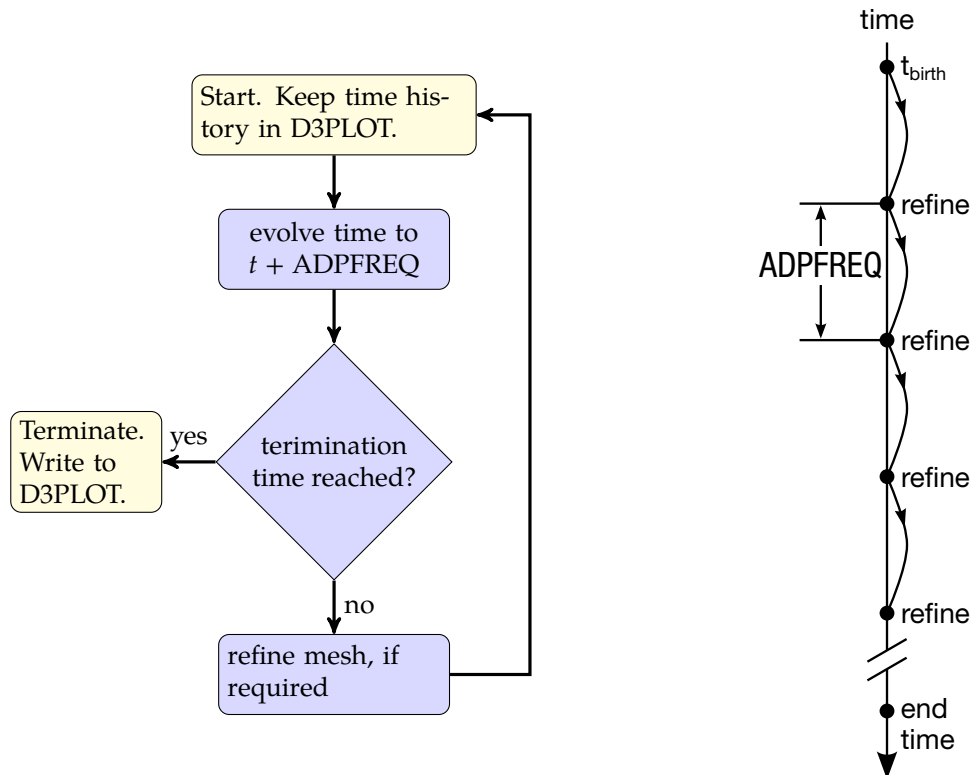 Start. Keep time his-
tory in D3PLOT.
evolve time to
t + ADPFREQ
terimination
time reached?
yes
Terminate.
Write to
D3PLOT.
no
refine mesh, if
required
time
t_birth
refine
ADPFREQ
refine
refine
refine
end
time